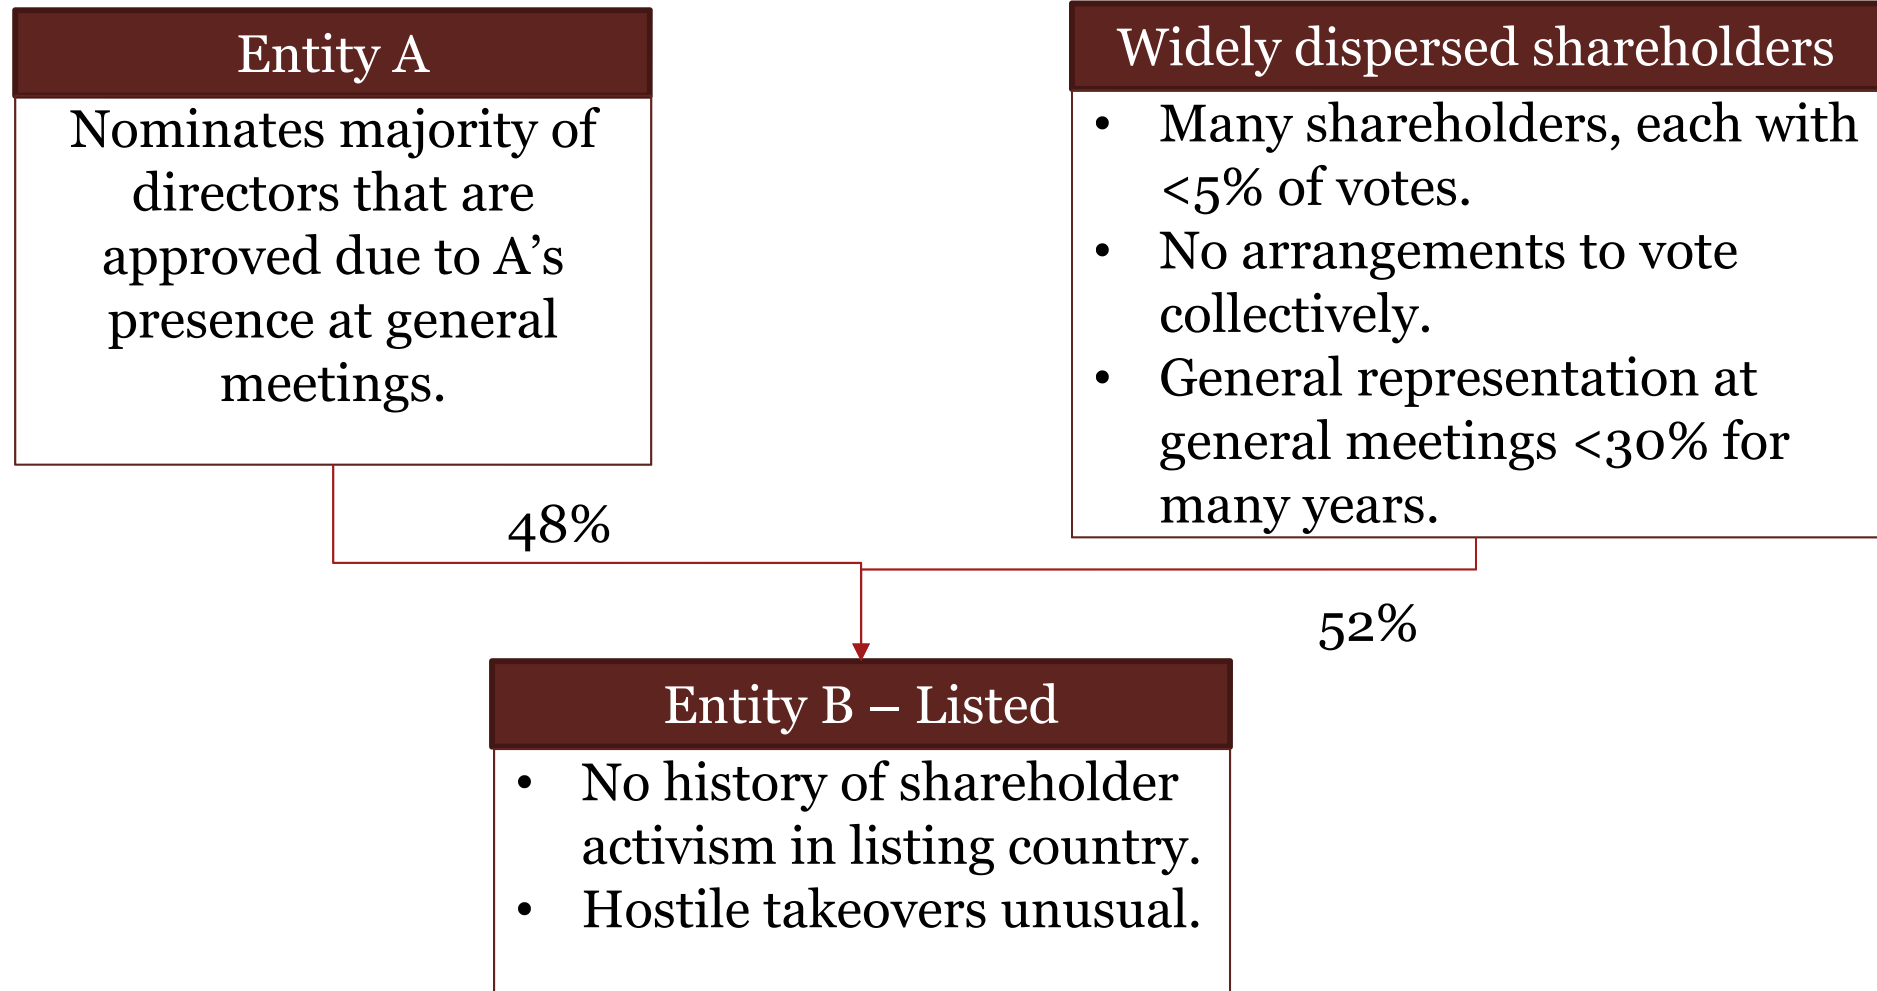 Entity A
Nominates majority of
directors that are
approved due to A’s
presence at general
meetings.
Widely dispersed shareholders
• Many shareholders, each with
<5% of votes.
• No arrangements to vote
collectively.
• General representation at
general meetings <30% for
many years.
48%
52%
Entity B – Listed
• No history of shareholder
activism in listing country.
• Hostile takeovers unusual.